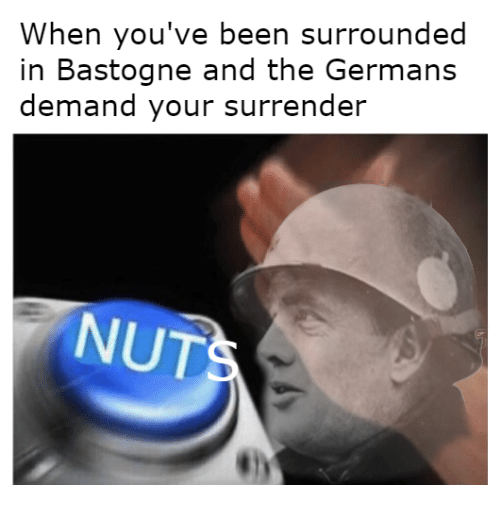 When you've been surrounded
in Bastogne and the Germans
demand your surrender
NUTS